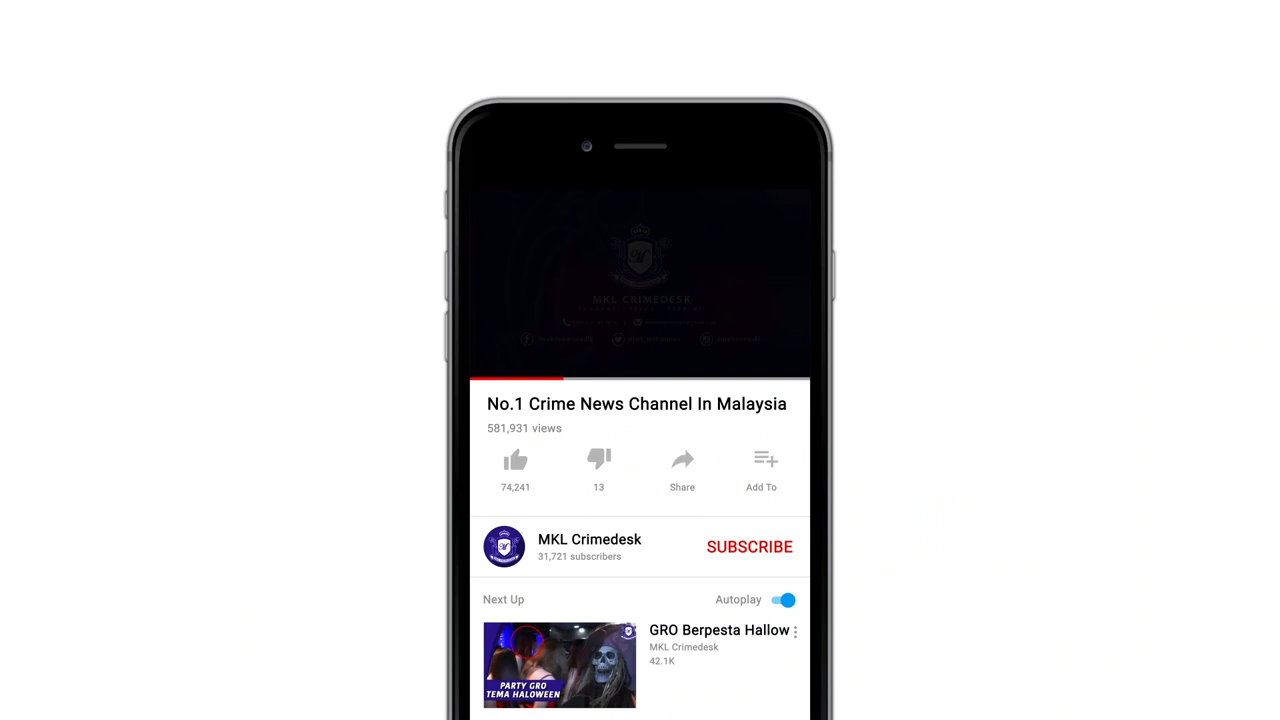 MKL CRIMEDESK
No.1 Crime News Channel In Malaysia
581,931 views
74,241
13
Share
Add To
MKL Crimedesk
31,721 subscribers
SUBSCRIBE
Next Up
Autoplay
GRO Berpesta Hallow
MKL Crimedesk
42.1K
PARTY GRO
TEMA HALOWEEN